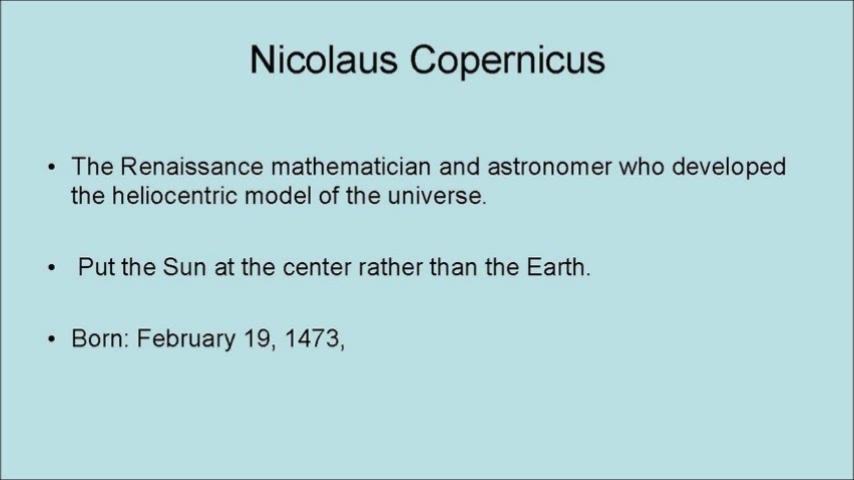 Nicolaus Copernicus
• The Renaissance mathematician and astronomer who developed
the heliocentric model of the universe.
• Put the Sun at the center rather than the Earth.
• Born: February 19, 1473,